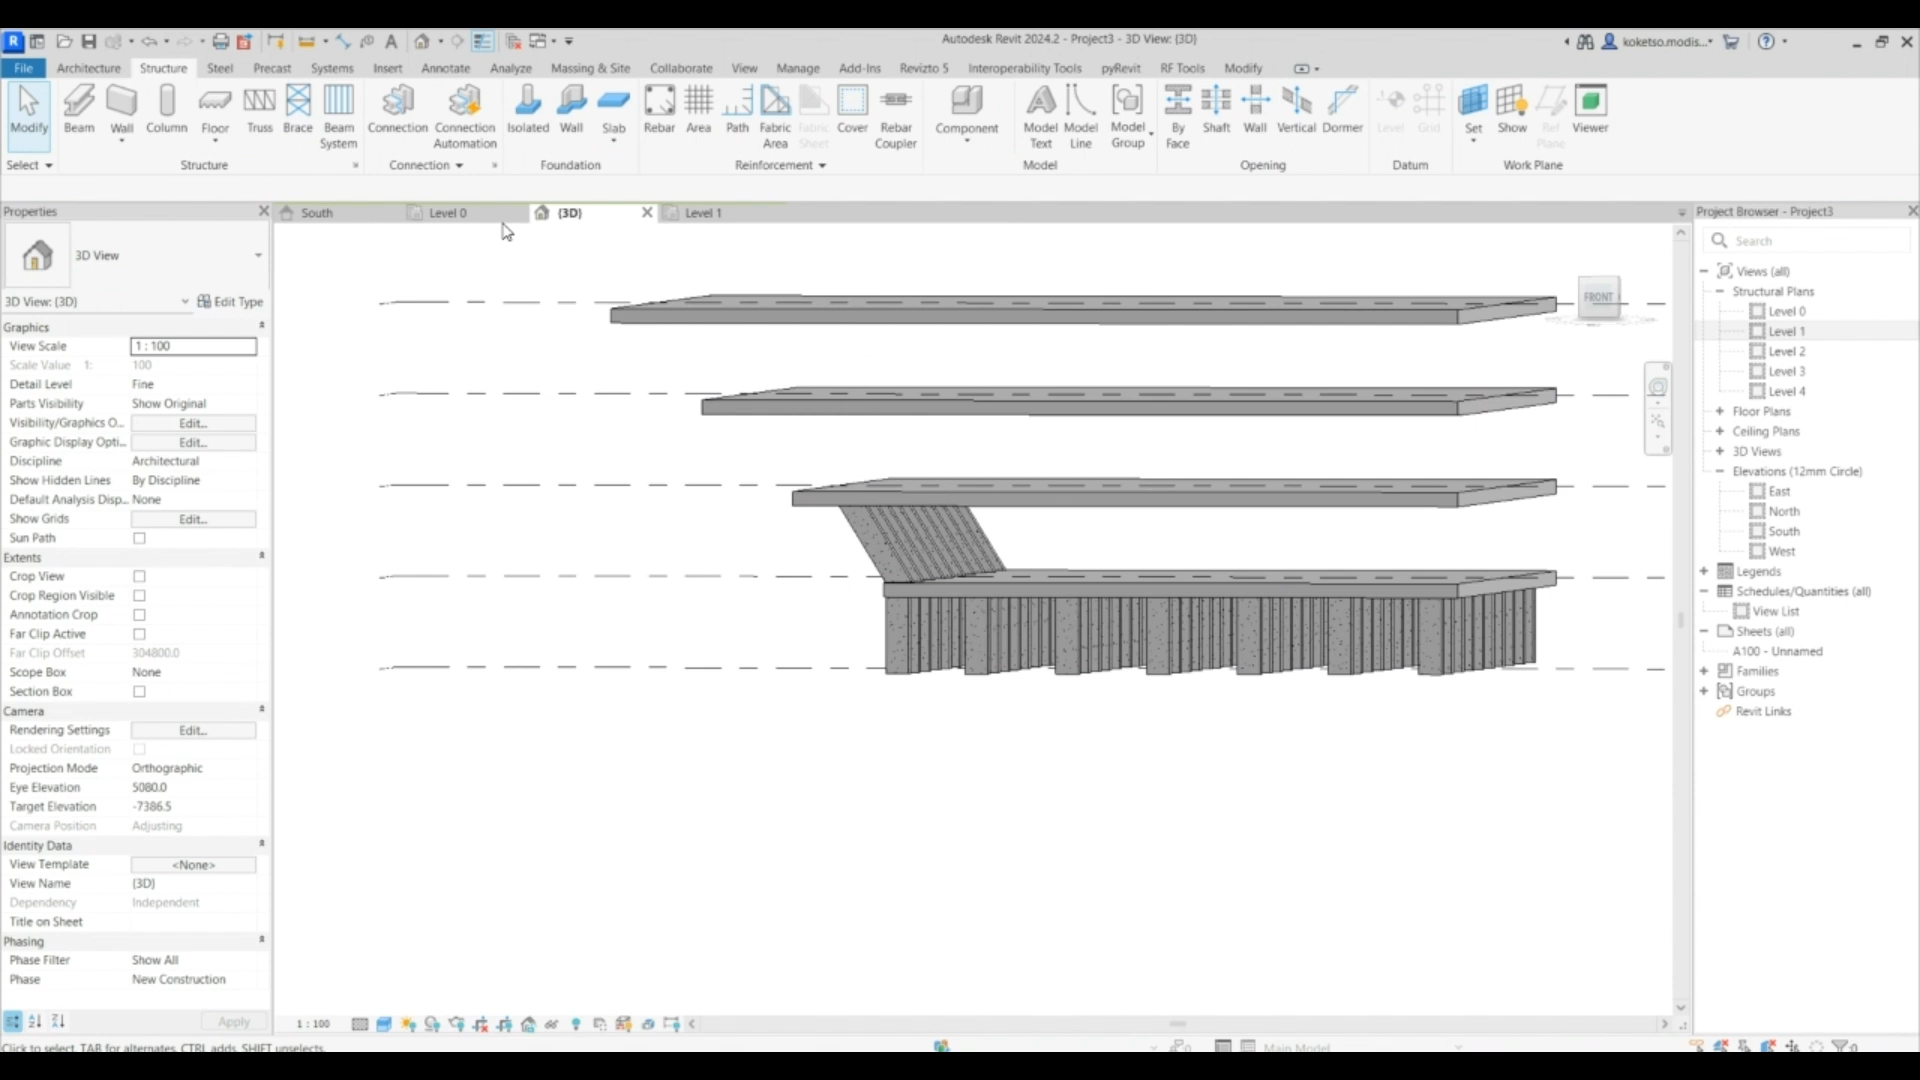 Autodesk Revit 2024.2 - Project3 - 3D View: {3D}
koketso.modis...
File Architecture Structure Steel Precast Systems Insert Annotate Analyze Massing & Site Collaborate View Manage Add-Ins Revizto 5 Interoperability Tools pyRevit RF Tools Modify
Modify Beam Wall Column Floor Truss Brace Beam System Connection Connection Automation Isolated Wall Slab Rebar Area Path Fabric Area Fabric Sheet Cover Rebar Coupler Component Model Text Model Line Model Group By Face Shaft Wall Vertical Dormer Level Grid Set Show Ref Plane Viewer
Select Structure Connection Foundation Reinforcement Model Opening Datum Work Plane
Properties
South
Level 0
{3D}
Level 1
3D View
3D View: {3D} Edit Type
Graphics
View Scale 1 : 100
Scale Value 1: 100
Detail Level Fine
Parts Visibility Show Original
Visibility/Graphics O... Edit...
Graphic Display Opti... Edit...
Discipline Architectural
Show Hidden Lines By Discipline
Default Analysis Disp... None
Show Grids Edit...
Sun Path
Extents
Crop View
Crop Region Visible
Annotation Crop
Far Clip Active
Far Clip Offset 304800.0
Scope Box None
Section Box
Camera
Rendering Settings Edit...
Locked Orientation
Projection Mode Orthographic
Eye Elevation 5080.0
Target Elevation -7386.5
Camera Position Adjusting
Identity Data
View Template <None>
View Name {3D}
Dependency Independent
Title on Sheet
Phasing
Phase Filter Show All
Phase New Construction
Apply
FRONT
Project Browser - Project3
Search
Views (all)
Structural Plans
Level 0
Level 1
Level 2
Level 3
Level 4
Floor Plans
Ceiling Plans
3D Views
Elevations (12mm Circle)
East
North
South
West
Legends
Schedules/Quantities (all)
View List
Sheets (all)
A100 - Unnamed
Families
Groups
Revit Links
1 : 100
Click to select, TAB for alternates, CTRL adds, SHIFT unselects.
:0
Main Model
:0